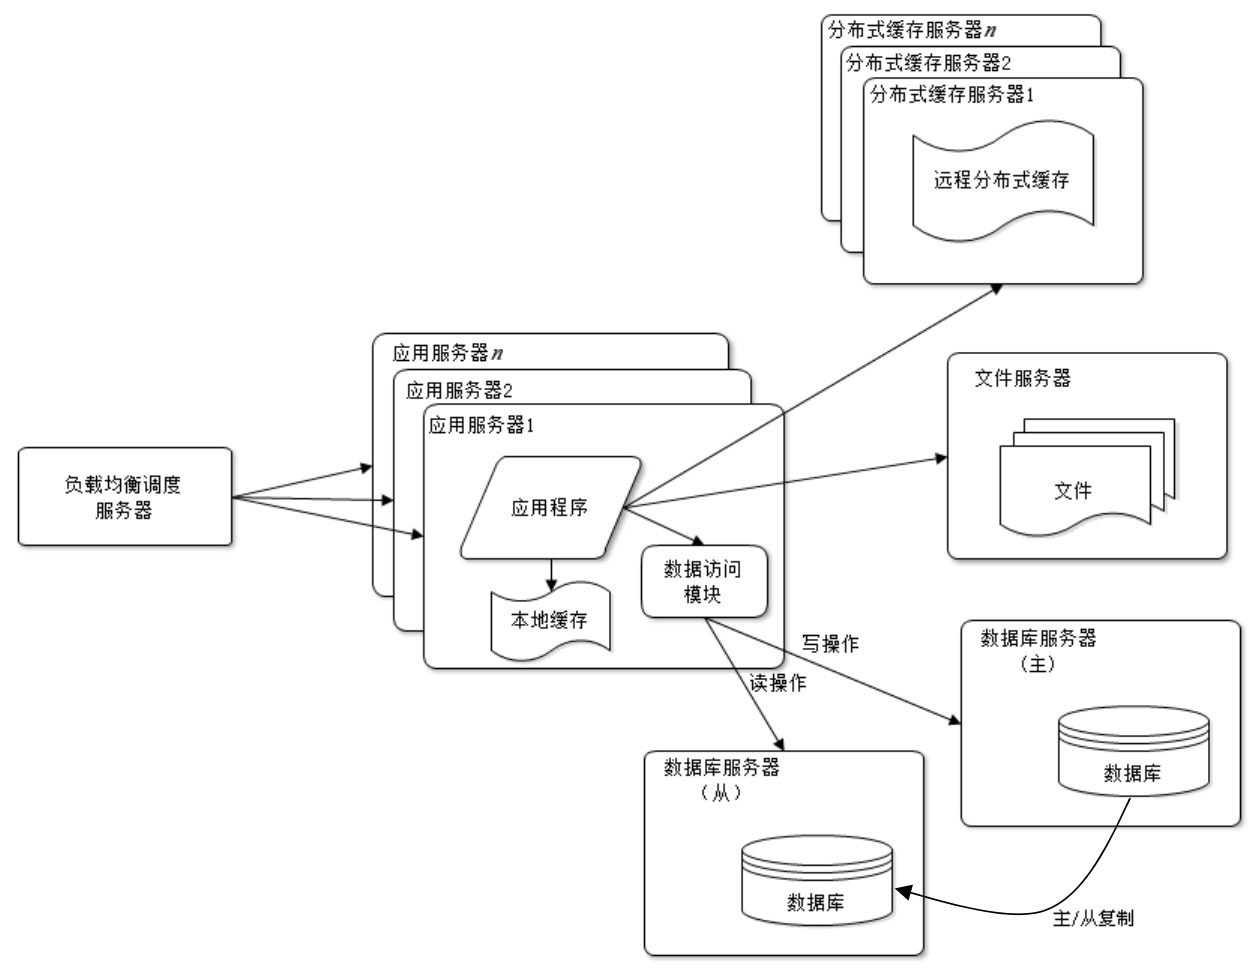 分布式缓存服务器n
分布式缓存服务器2
分布式缓存服务器1
远程分布式缓存
应用服务器n
应用服务器2
应用服务器1
文件服务器
负载均衡调度
服务器
应用程序
文件
数据访问
模块
本地缓存
写操作
读操作
数据库服务器
（主）
数据库
数据库服务器
（从）
数据库
主/从复制